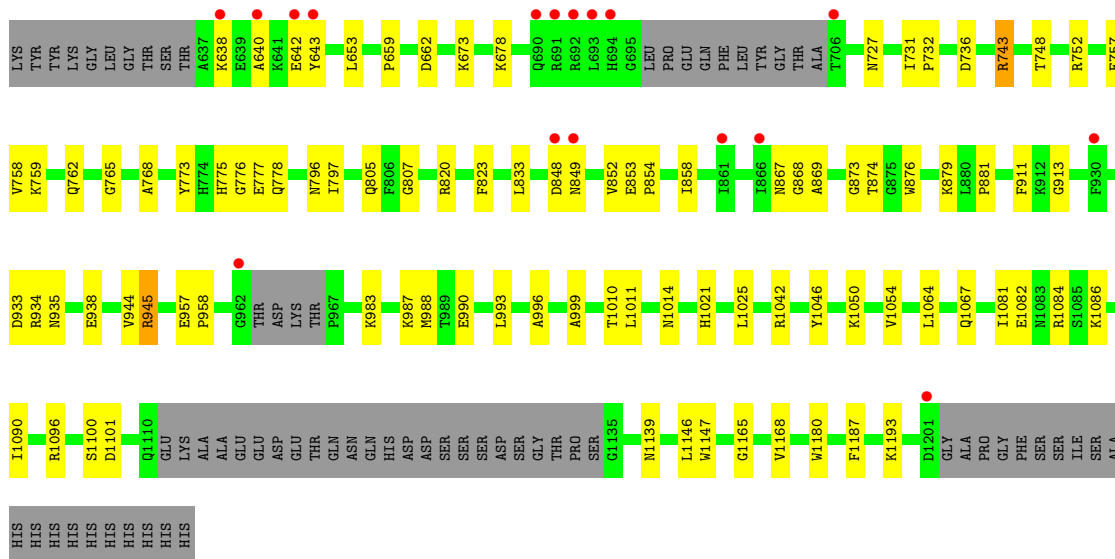 LYS TYR TYR LYS GLY LEU GLY THR SER THR A637 K638 E639 A640 K641 E642 Y643 L653 P659 D662 K673 K678 Q690 R691 R692 L693 H694 G695 LEU PRO GLU GLN PHE LEU TYR GLY THR ALA T706 N727 I731 P732 D736 R743 T748 R752 E757
V758 K759 Q762 G765 A768 Y773 H774 H775 G776 E777 Q778 N796 I797 Q805 F806 G807 R820 F823 L833 D848 N849 V852 E853 P854 I858 I861 I866 N867 G868 A869 G873 T874 G875 W876 K879 L880 P881 F911 K912 G913 F930
D933 R934 N935 E938 V944 R945 E957 P958 G962 THR ASP LYS THR P967 K983 K987 M988 T989 E990 L993 A996 A999 T1010 L1011 N1014 H1021 L1025 R1042 Y1046 K1050 V1054 L1064 Q1067 I1081 E1082 N1083 R1084 S1085 K1086
I1090 R1096 S1100 D1101 Q1110 GLU LYS ALA ALA GLU GLU ASP GLU THR GLN ASN GLN HIS ASP ASP SER SER SER ASP SER SER GLY THR PRO SER G1135 N1139 L1146 W1147 G1165 V1168 W1180 F1187 K1193 D1201 GLY ALA PRO GLY PHE SER SER ILE SER ALA
HIS HIS HIS HIS HIS HIS HIS HIS HIS HIS